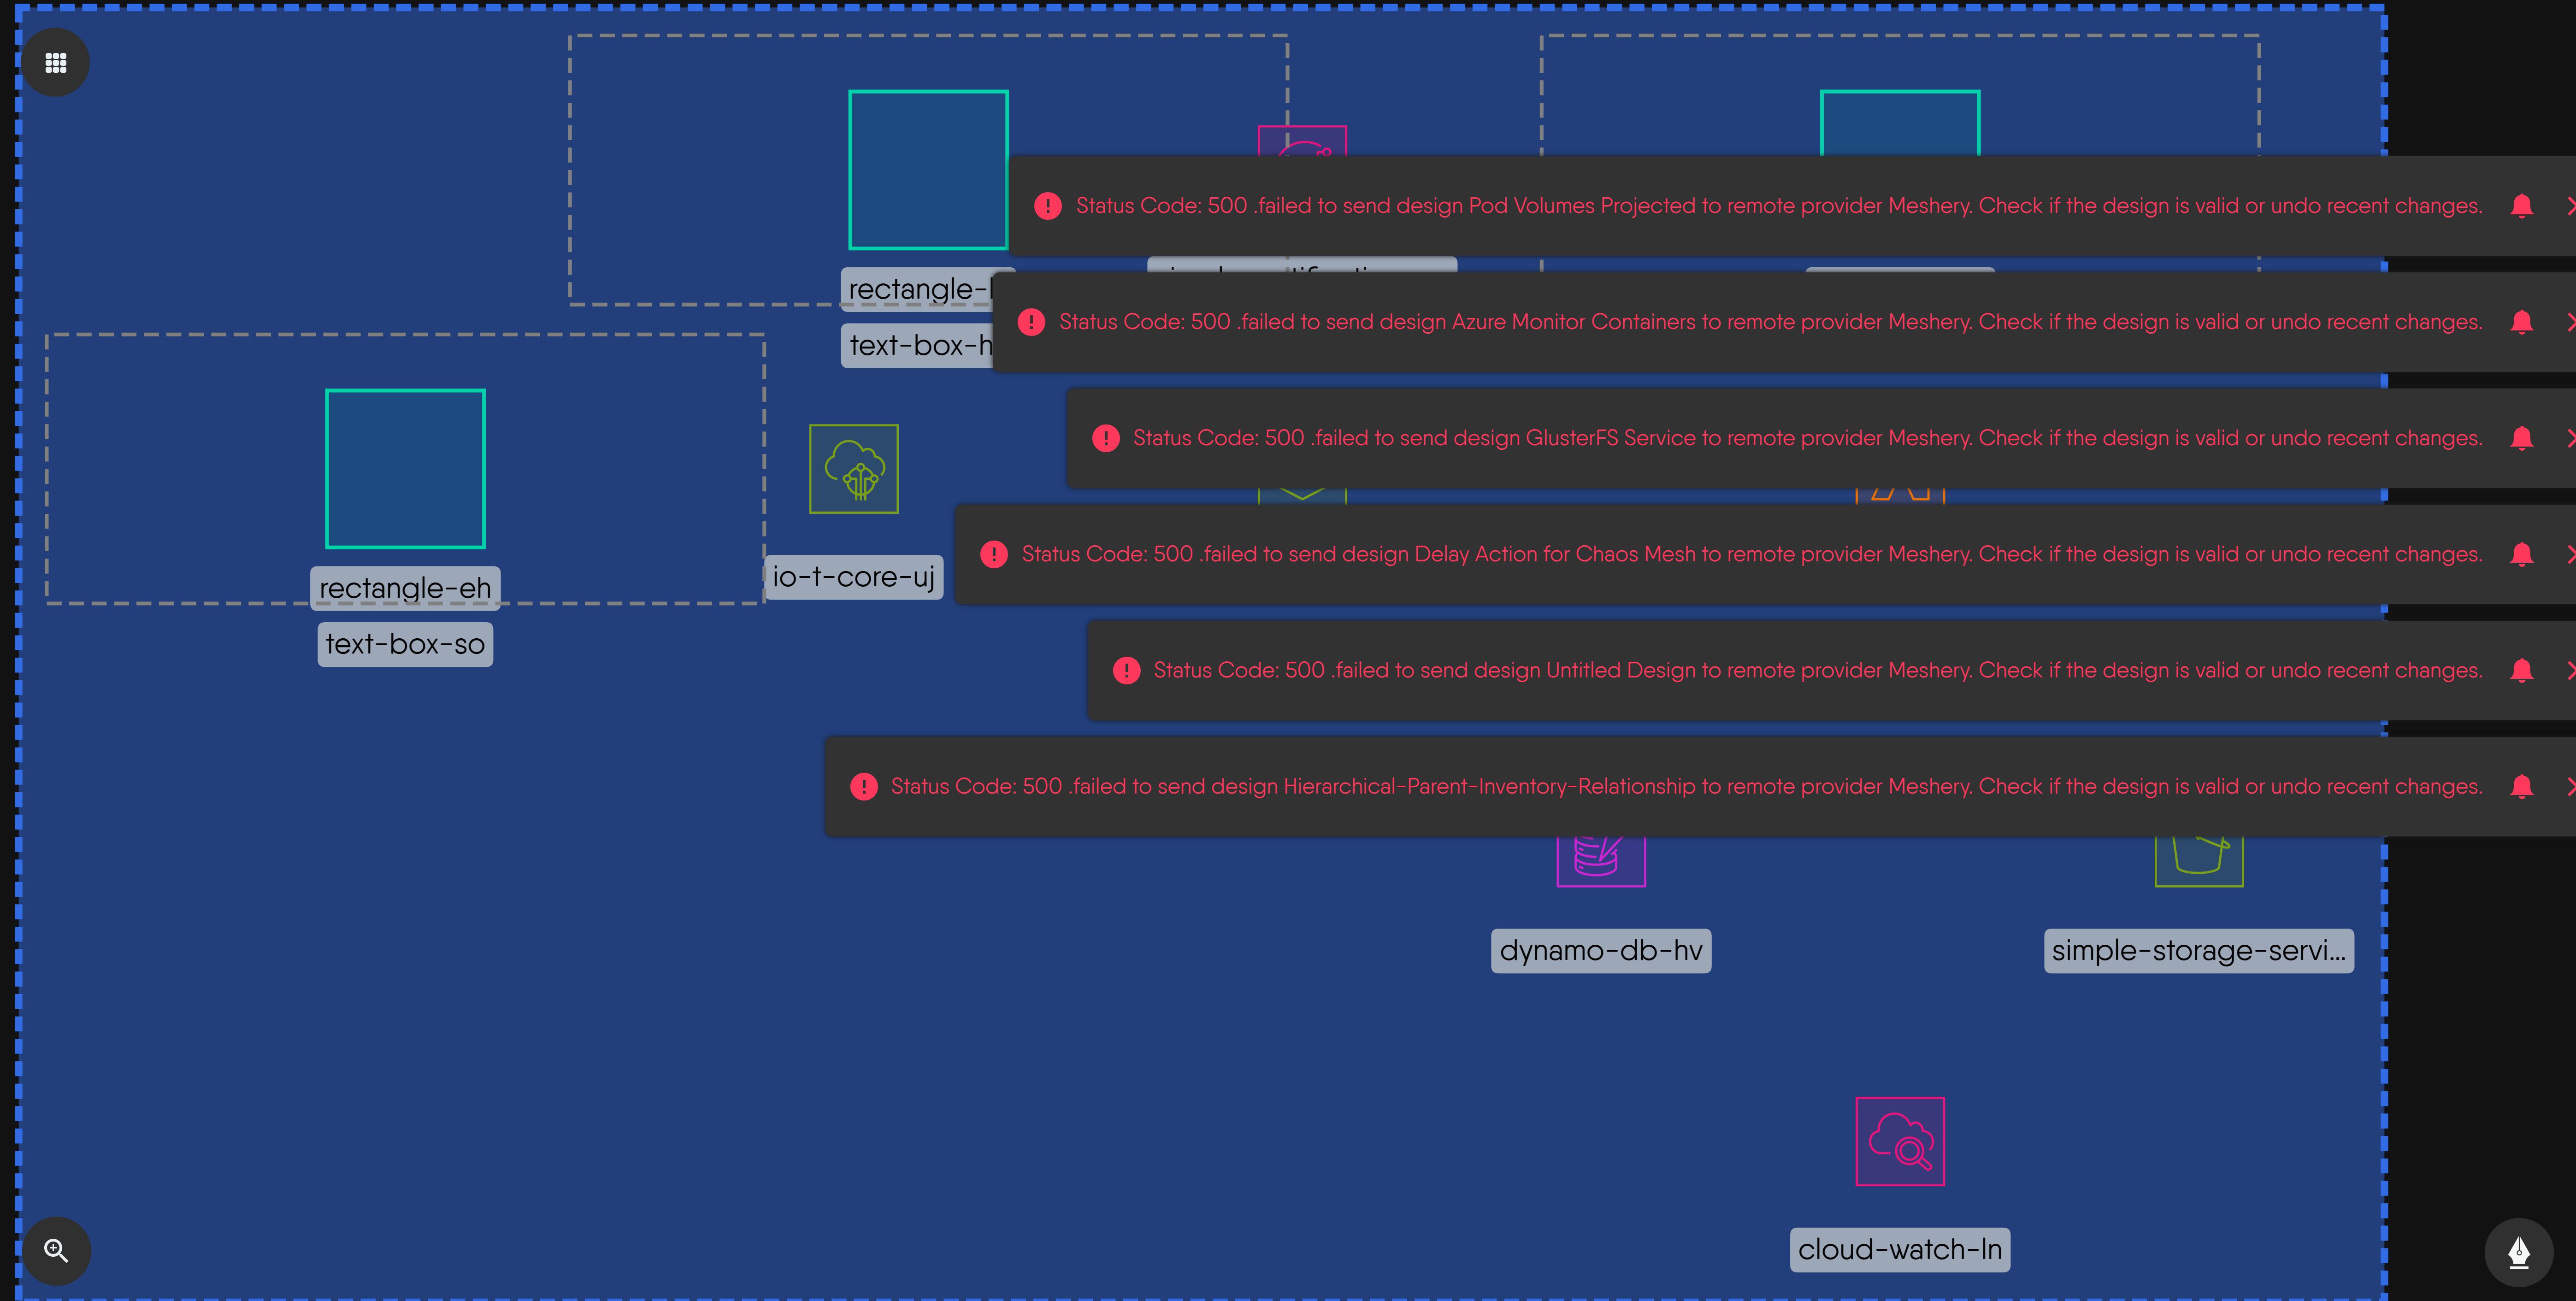 Status Code: 500 .failed to send design Pod Volumes Projected to remote provider Meshery. Check if the design is valid or undo recent changes.
rectangle-
Status Code: 500 .failed to send design Azure Monitor Containers to remote provider Meshery. Check if the design is valid or undo recent changes.
text-box-h
Status Code: 500 .failed to send design GlusterFS Service to remote provider Meshery. Check if the design is valid or undo recent changes.
Status Code: 500 .failed to send design Delay Action for Chaos Mesh to remote provider Meshery. Check if the design is valid or undo recent changes.
io-t-core-uj
rectangle-eh
text-box-so
Status Code: 500 .failed to send design Untitled Design to remote provider Meshery. Check if the design is valid or undo recent changes.
Status Code: 500 .failed to send design Hierarchical-Parent-Inventory-Relationship to remote provider Meshery. Check if the design is valid or undo recent changes.
dynamo-db-hv
simple-storage-servi...
cloud-watch-ln